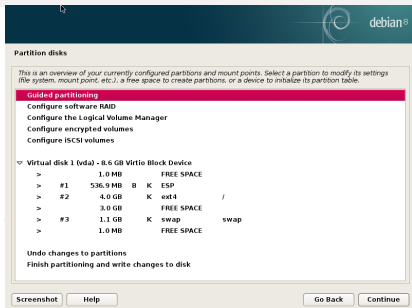 debian®
Partition disks
This is an overview of your currently configured partitions and mount points. Select a partition to modify its settings
(file system, mount point, etc.), a free space to create partitions, or a device to initialize its partition table.
Guided partitioning
Configure software RAID
Configure the Logical Volume Manager
Configure encrypted volumes
Configure iSCSI volumes
Virtual disk 1 (vda) - 8.6 GB Virtio Block Device
> 1.0 MB FREE SPACE
> #1 536.9 MB B K ESP
> #2 4.0 GB K ext4 /
> 3.0 GB FREE SPACE
> #3 1.1 GB K swap swap
> 1.0 MB FREE SPACE
Undo changes to partitions
Finish partitioning and write changes to disk
Screenshot Help Go Back Continue